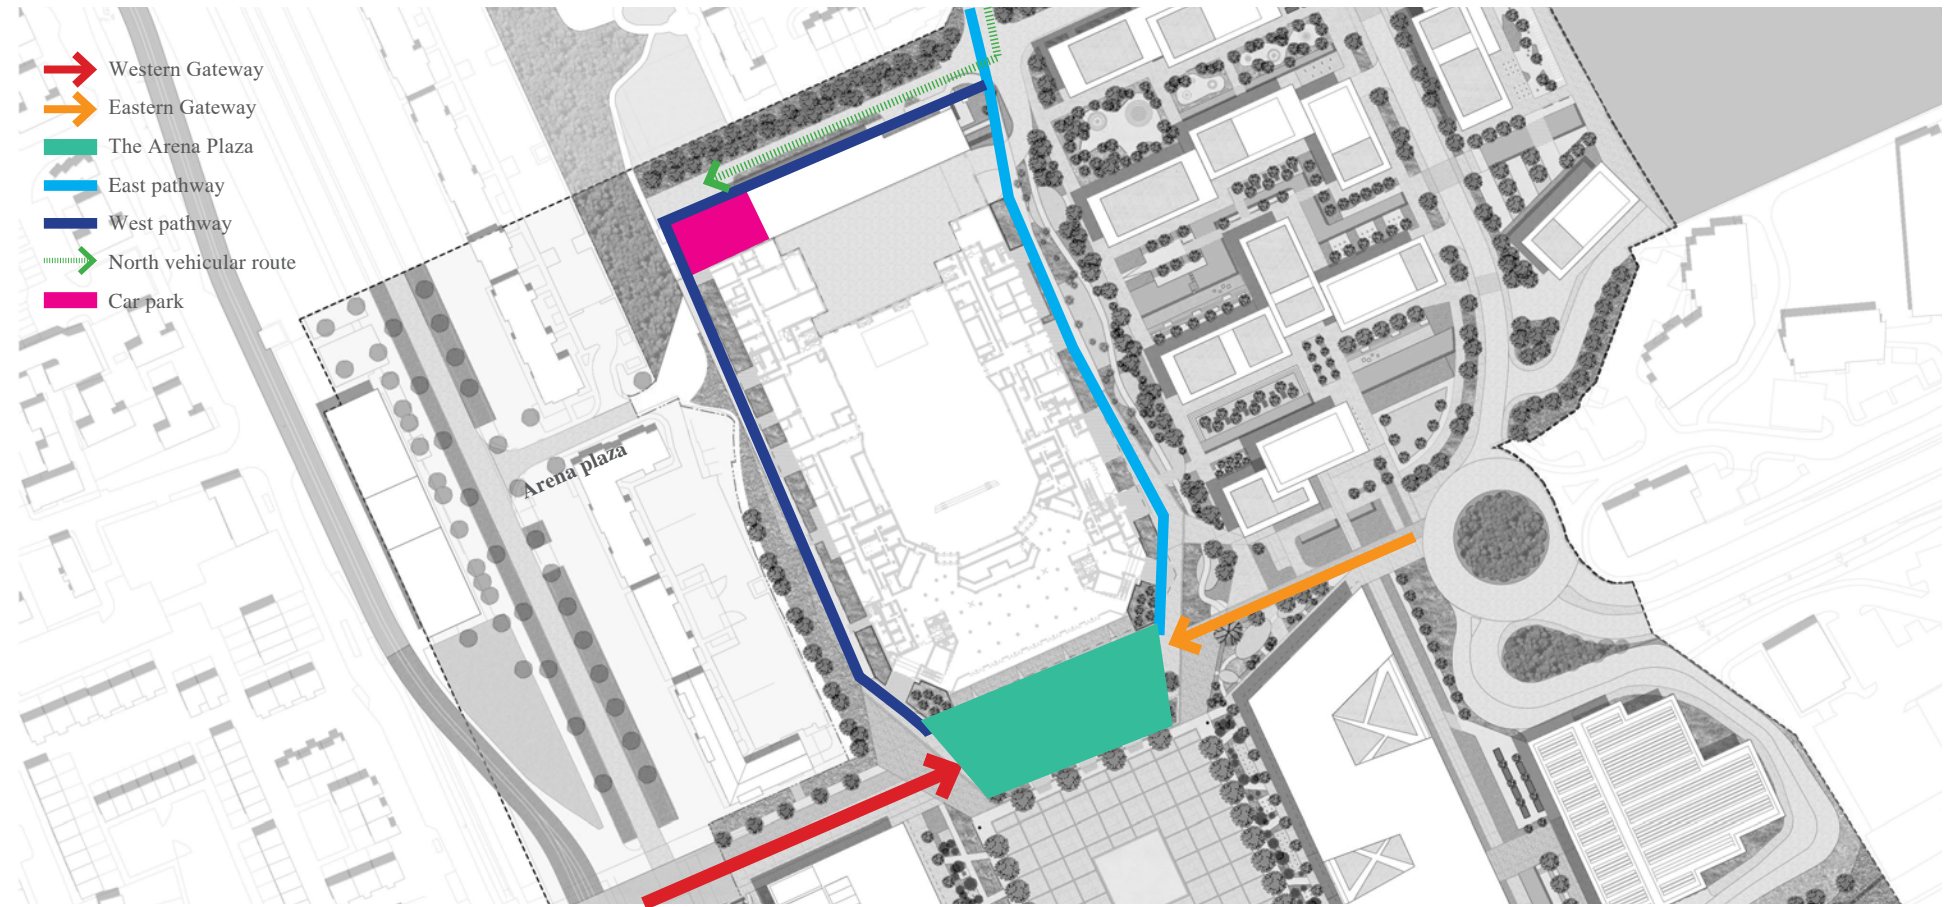 Western Gateway
Eastern Gateway
The Arena Plaza
East pathway
West pathway
North vehicular route
Car park
Arena plaza